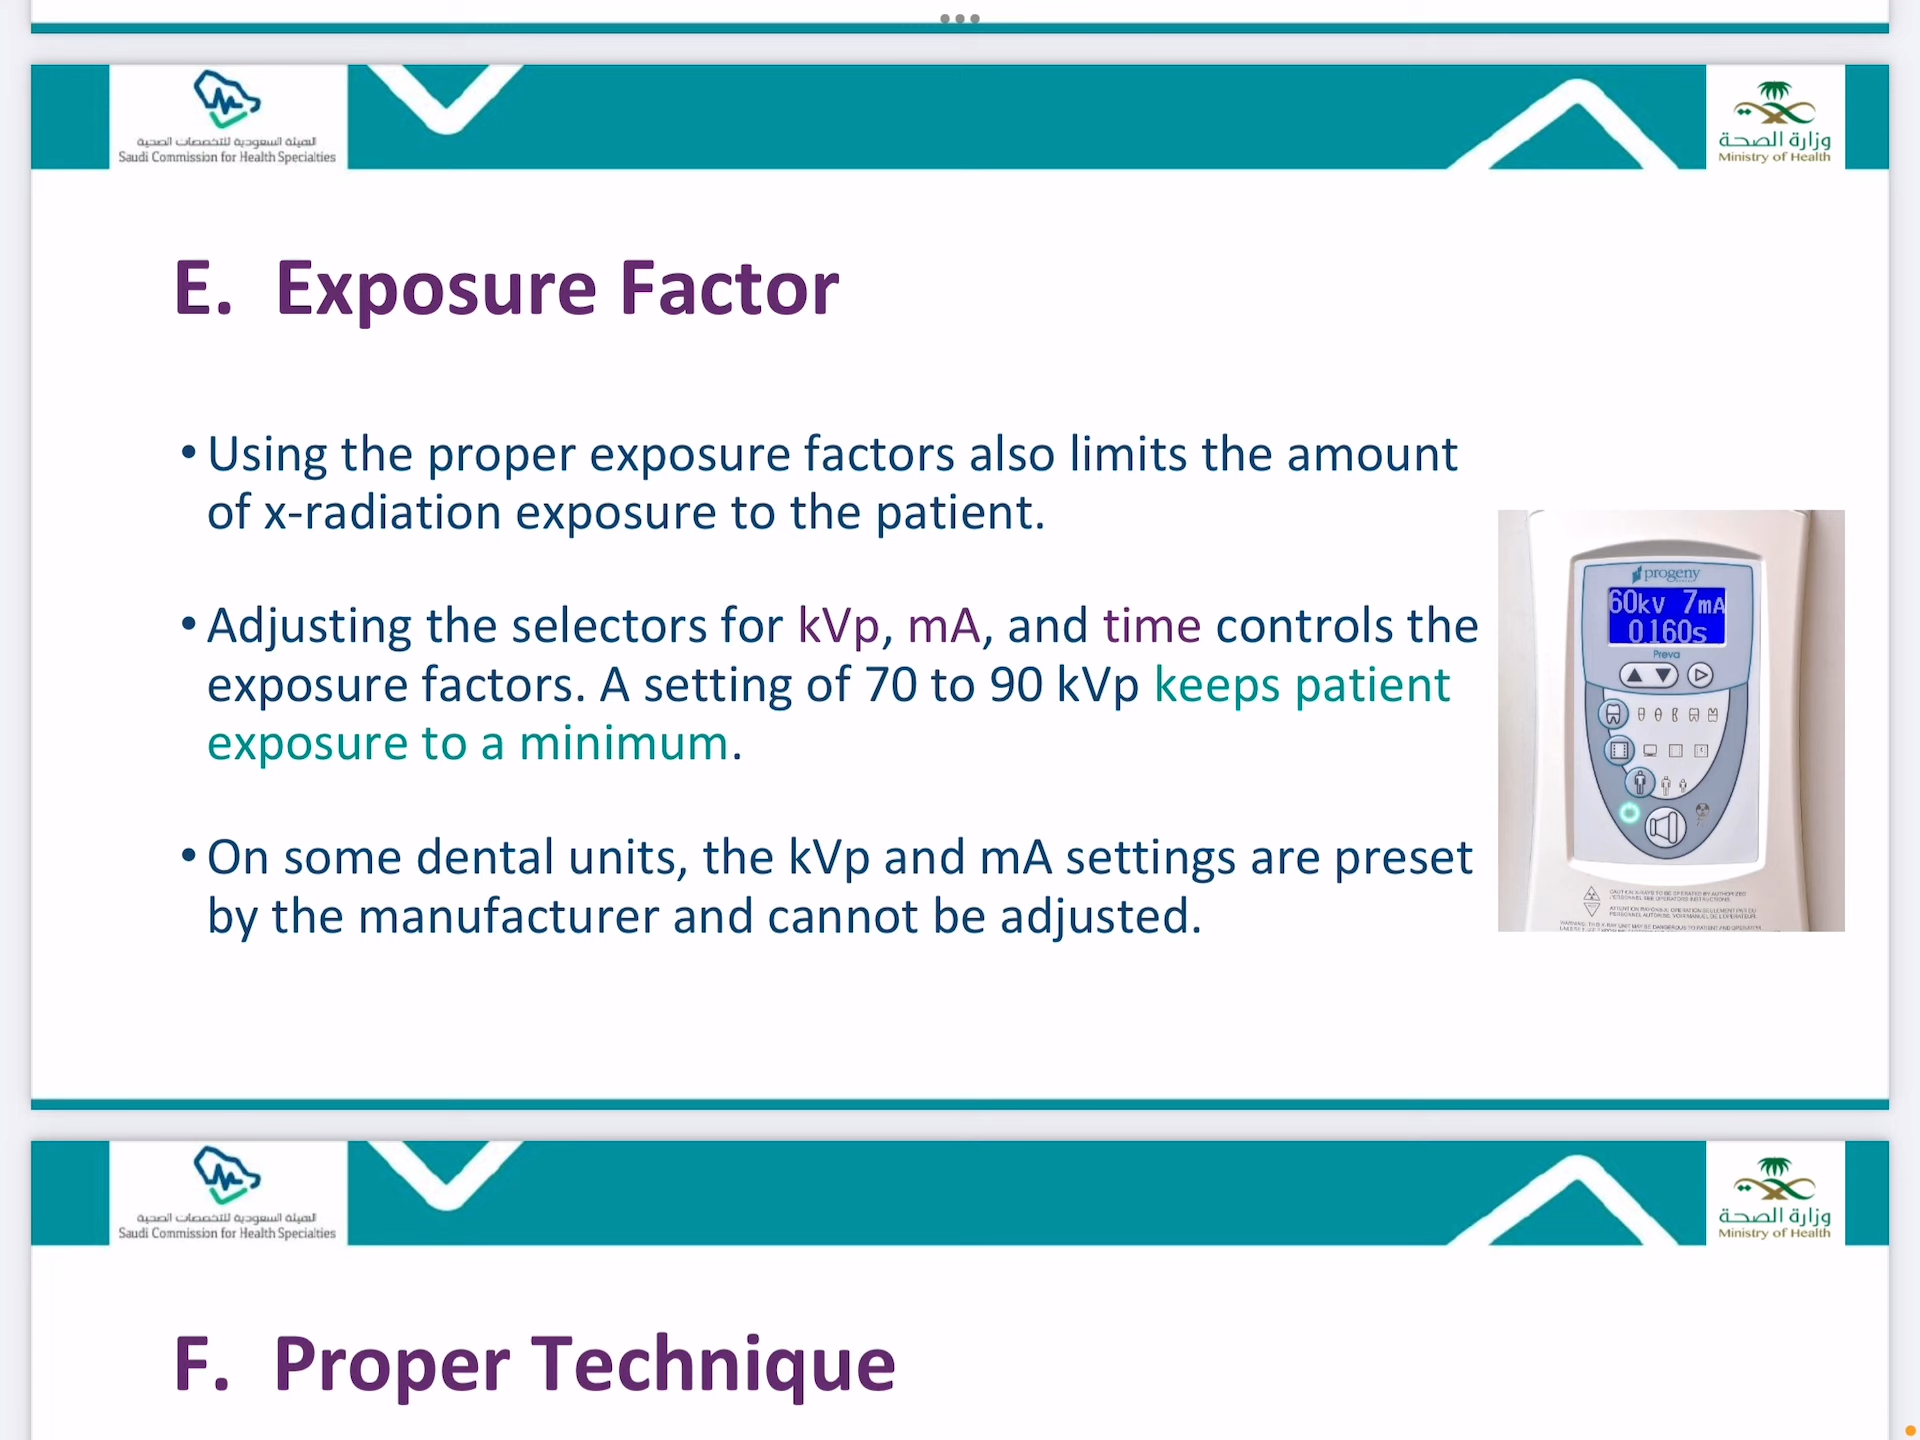 الهيئة السعودية للتخصصات الصحية
Saudi Commission for Health Specialties
وزارة الصحة
Ministry of Health
E. Exposure Factor
• Using the proper exposure factors also limits the amount
of x-radiation exposure to the patient.
• Adjusting the selectors for kVp, mA, and time controls the
exposure factors. A setting of 70 to 90 kVp keeps patient
exposure to a minimum.
• On some dental units, the kVp and mA settings are preset
by the manufacturer and cannot be adjusted.
progeny
60kV 7mA
0.160s
Preva
الهيئة السعودية للتخصصات الصحية
Saudi Commission for Health Specialties
وزارة الصحة
Ministry of Health
F. Proper Technique